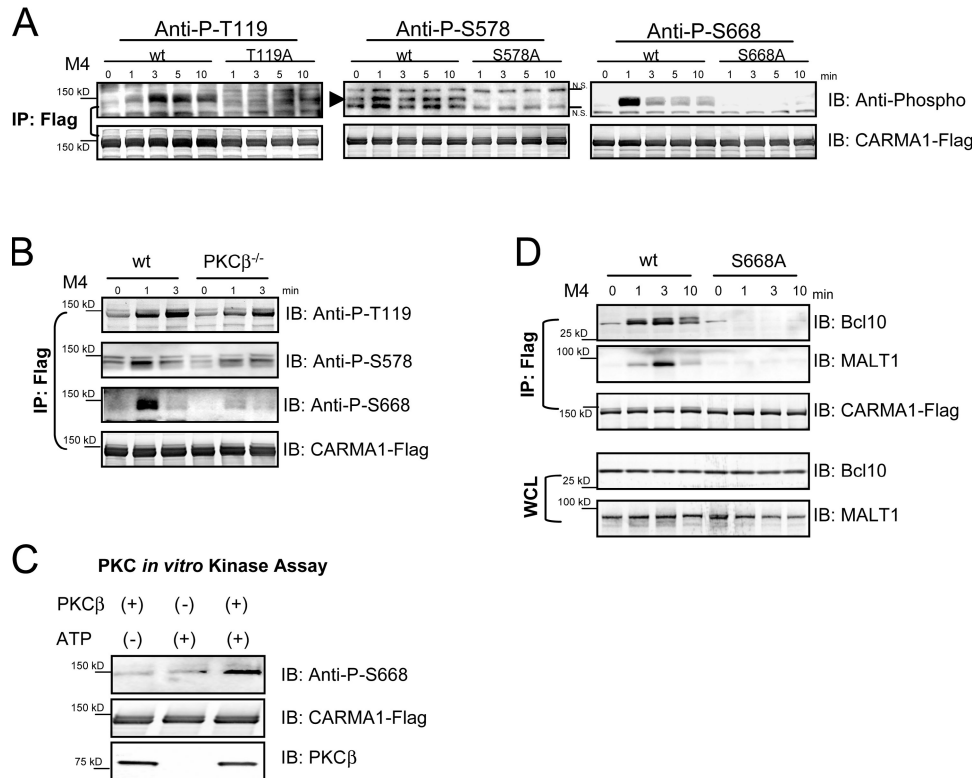 A
Anti-P-T119 Anti-P-S578 Anti-P-S668
wt T119A wt S578A wt S668A
M4 0 1 3 5 10 1 3 5 10 0 1 3 5 10 1 3 5 10 0 1 3 5 10 1 3 5 10 min
150 kD N.S. IB: Anti-Phospho
N.S.
IP: Flag
150 kD IB: CARMA1-Flag
B
wt PKCβ-/-
M4 0 1 3 0 1 3 min
150 kD IB: Anti-P-T119
150 kD IB: Anti-P-S578
IP: Flag
150 kD IB: Anti-P-S668
150 kD IB: CARMA1-Flag
D
wt S668A
M4 0 1 3 10 0 1 3 10 min
25 kD IB: Bcl10
100 kD IB: MALT1
IP: Flag
150 kD IB: CARMA1-Flag
25 kD IB: Bcl10
WCL
100 kD IB: MALT1
C
PKC in vitro Kinase Assay
PKCβ (+) (-) (+)
ATP (-) (+) (+)
150 kD IB: Anti-P-S668
150 kD IB: CARMA1-Flag
75 kD IB: PKCβ